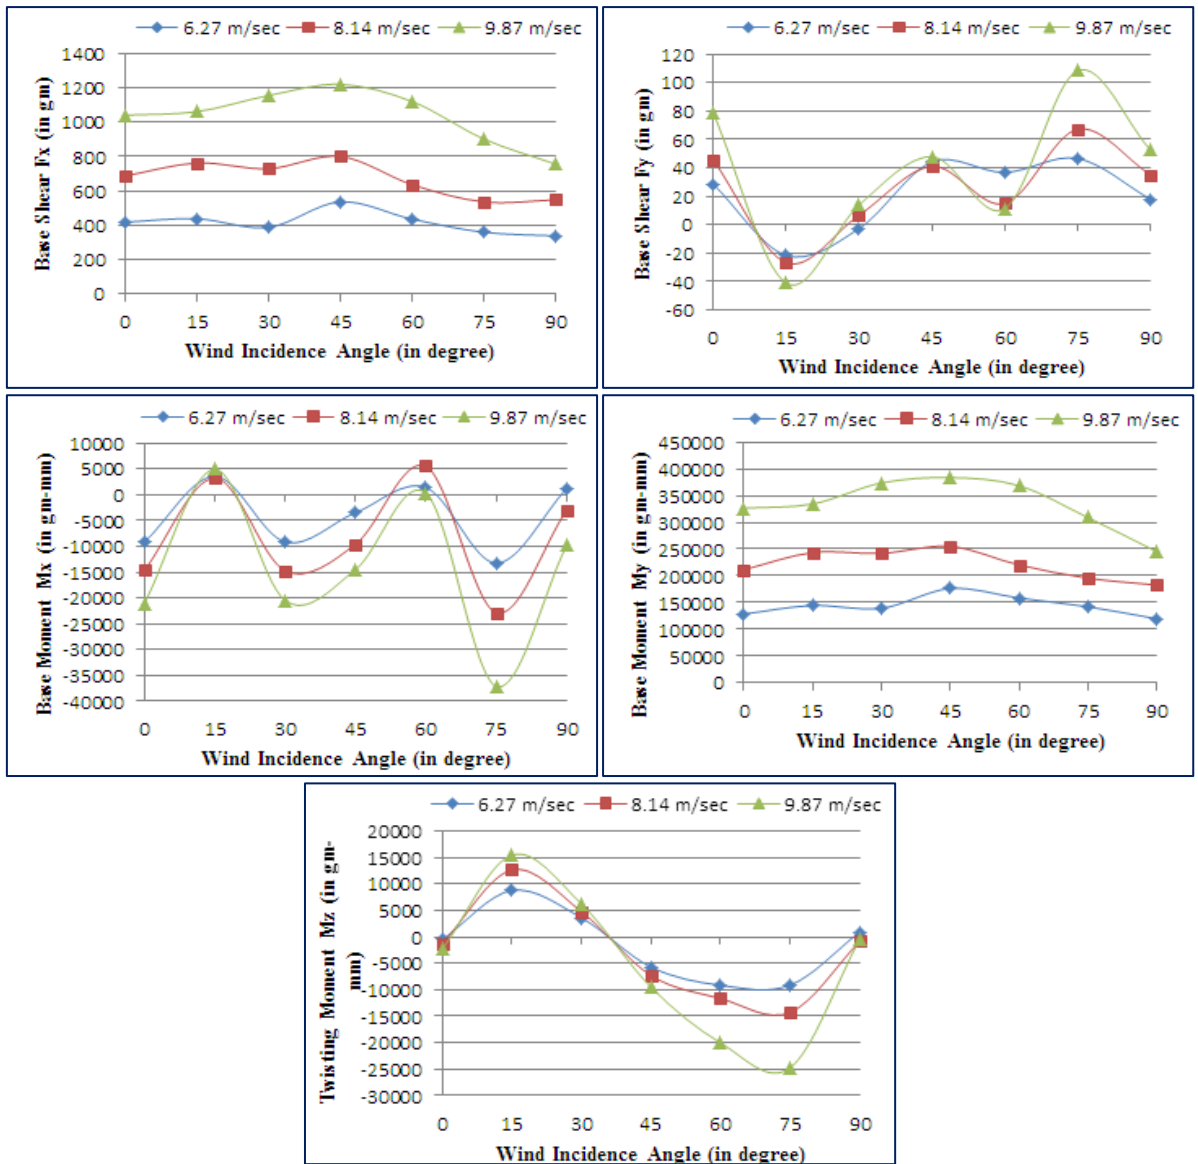 6.27 m/sec 8.14 m/sec 9.87 m/sec
Base Shear Fx (in gm)
1400
1200
1000
800
600
400
200
0
0 15 30 45 60 75 90
Wind Incidence Angle (in degree)
6.27 m/sec 8.14 m/sec 9.87 m/sec
Base Shear Fy (in gm)
120
100
80
60
40
20
0
-20
-40
-60
0 15 30 45 60 75 90
Wind Incidence Angle (in degree)
6.27 m/sec 8.14 m/sec 9.87 m/sec
Base Moment Mx (in gm-mm)
10000
5000
0
-5000
-10000
-15000
-20000
-25000
-30000
-35000
-40000
0 15 30 45 60 75 90
Wind Incidence Angle (in degree)
6.27 m/sec 8.14 m/sec 9.87 m/sec
Base Moment My (in gm-mm)
450000
400000
350000
300000
250000
200000
150000
100000
50000
0
0 15 30 45 60 75 90
Wind Incidence Angle (in degree)
6.27 m/sec 8.14 m/sec 9.87 m/sec
Twisting Moment Mz (in gm-
mm)
20000
15000
10000
5000
0
-5000
-10000
-15000
-20000
-25000
-30000
0 15 30 45 60 75 90
Wind Incidence Angle (in degree)